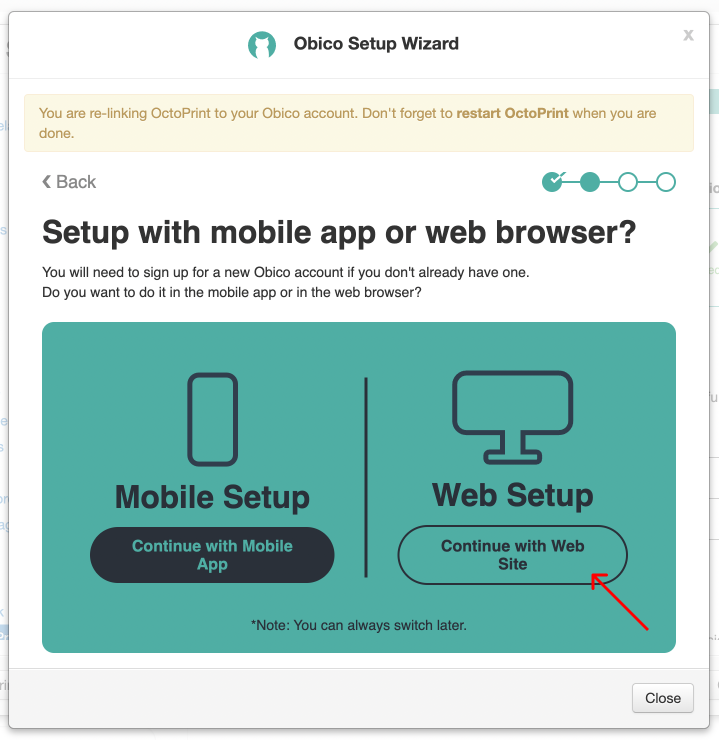 Obico Setup Wizard
x
You are re-linking OctoPrint to your Obico account. Don't forget to restart OctoPrint when you are
done.
Back
Setup with mobile app or web browser?
You will need to sign up for a new Obico account if you don't already have one.
Do you want to do it in the mobile app or in the web browser?
Mobile Setup
Continue with Mobile
App
Web Setup
Continue with Web
Site
*Note: You can always switch later.
Close